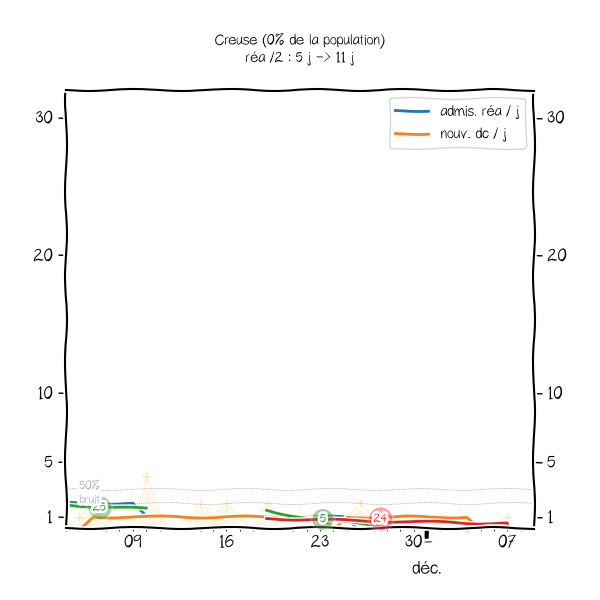 Creuse (0% de la population)
réa /2 : 5 j -> 11 j
admis. réa / j
nouv. dc / j
30 30
20 20
10 10
5 5
50%
bruit
25
5
24
1 1
09 16 23 30 07
déc.